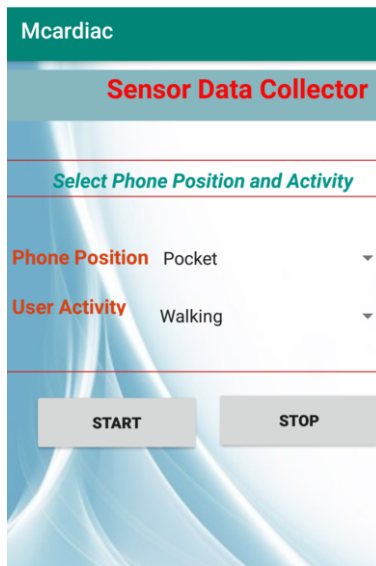 Mcardiac
Sensor Data Collector
Select Phone Position and Activity
Phone Position Pocket
User Activity Walking
START STOP